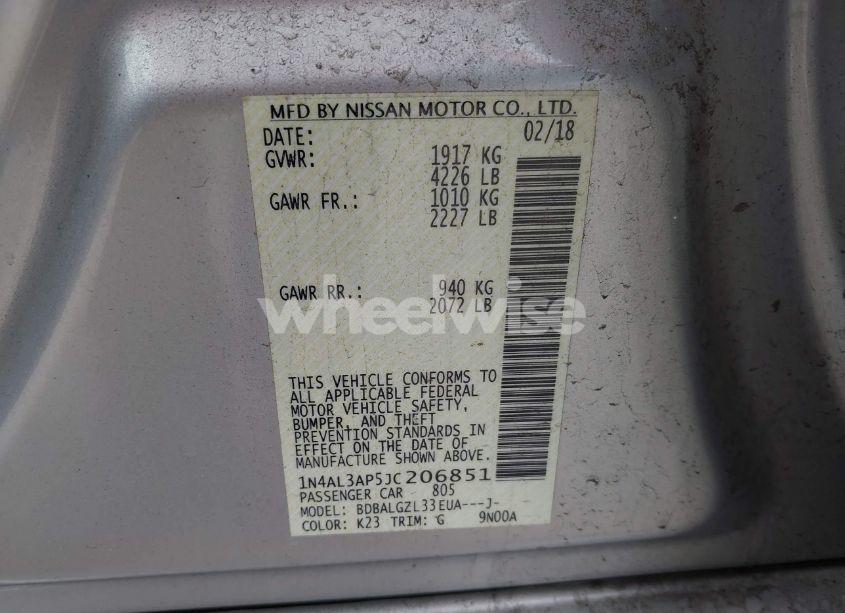 MFD BY NISSAN MOTOR CO., LTD.
DATE: 02/18
GVWR: 1917 KG
4226 LB
GAWR FR.: 1010 KG
2227 LB
GAWR RR.: 940 KG
2072 LB
wheelwise
THIS VEHICLE CONFORMS TO
ALL APPLICABLE FEDERAL
MOTOR VEHICLE SAFETY,
BUMPER, AND THEFT
PREVENTION STANDARDS IN
EFFECT ON THE DATE OF
MANUFACTURE SHOWN ABOVE.
1N4AL3AP5JC206851
PASSENGER CAR 805
MODEL: BDBALGZL33EUA---J-
COLOR: K23 TRIM: G 9N00A